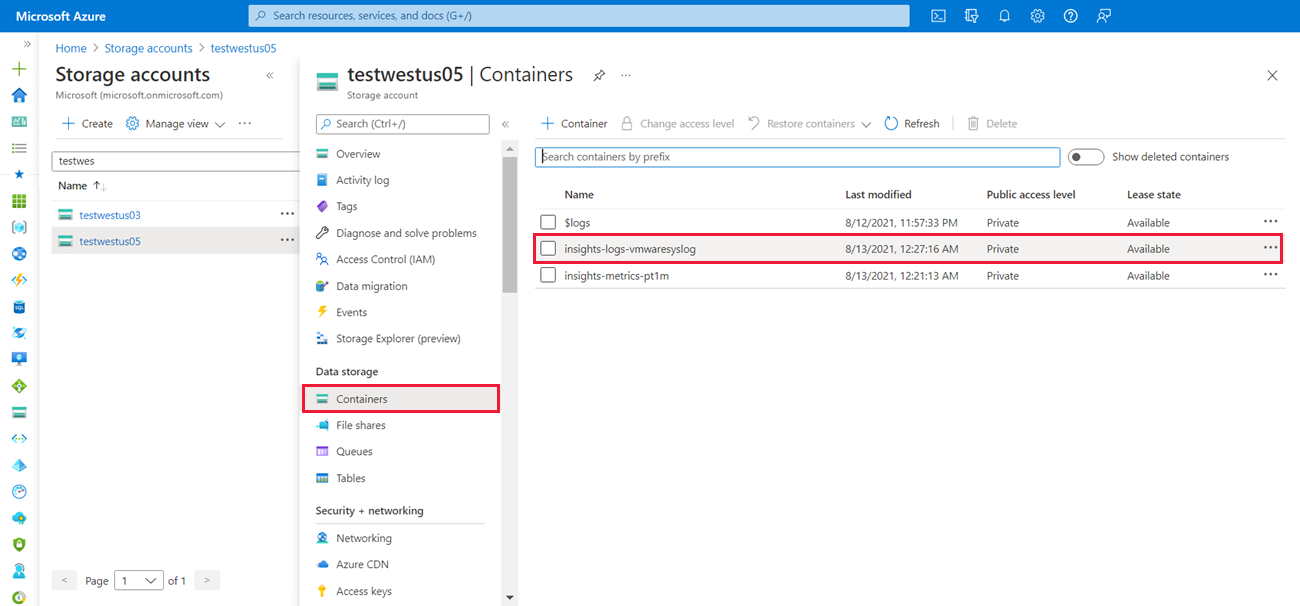 Microsoft Azure
Search resources, services, and docs (G+/)
Home > Storage accounts > testwestus05
Storage accounts
Microsoft (microsoft.onmicrosoft.com)
Create Manage view
testwes
Name
testwestus03
testwestus05
< Page 1 of 1 >
testwestus05 | Containers
Storage account
Search (Ctrl+/)
Overview
Activity log
Tags
Diagnose and solve problems
Access Control (IAM)
Data migration
Events
Storage Explorer (preview)
Data storage
Containers
File shares
Queues
Tables
Security + networking
Networking
Azure CDN
Access keys
Container Change access level Restore containers Refresh Delete
Search containers by prefix
Show deleted containers
Name Last modified Public access level Lease state
$logs 8/12/2021, 11:57:33 PM Private Available
insights-logs-vmwaresyslog 8/13/2021, 12:27:16 AM Private Available
insights-metrics-pt1m 8/13/2021, 12:21:13 AM Private Available